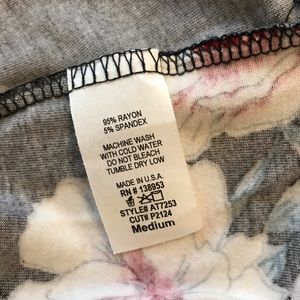 95% RAYON
5% SPANDEX
MACHINE WASH
WITH COLD WATER
DO NOT BLEACH
TUMBLE DRY LOW
MADE IN U.S.A.
RN # 138953
STYLE# AT7253
CUT# P2124
Medium